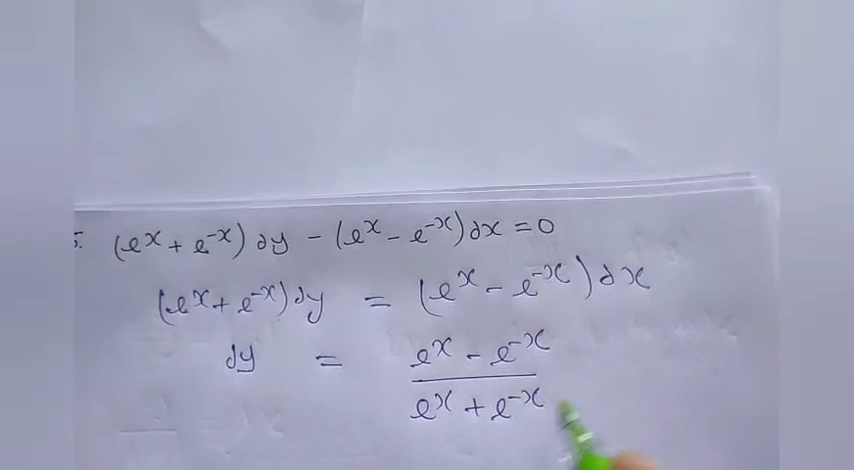 5. (e^x + e^-x) dy - (e^x - e^-x) dx = 0
(e^x + e^-x) dy = (e^x - e^-x) dx
dy = e^x - e^-x
e^x + e^-x